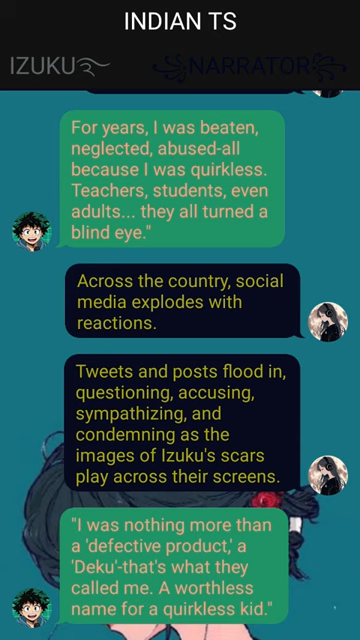 INDIAN TS
IZUKU
NARRATOR
For years, I was beaten,
neglected, abused-all
because I was quirkless.
Teachers, students, even
adults... they all turned a
blind eye."
Across the country, social
media explodes with
reactions.
Tweets and posts flood in,
questioning, accusing,
sympathizing, and
condemning as the
images of Izuku's scars
play across their screens.
"I was nothing more than
a 'defective product,' a
'Deku'-that's what they
called me. A worthless
name for a quirkless kid."